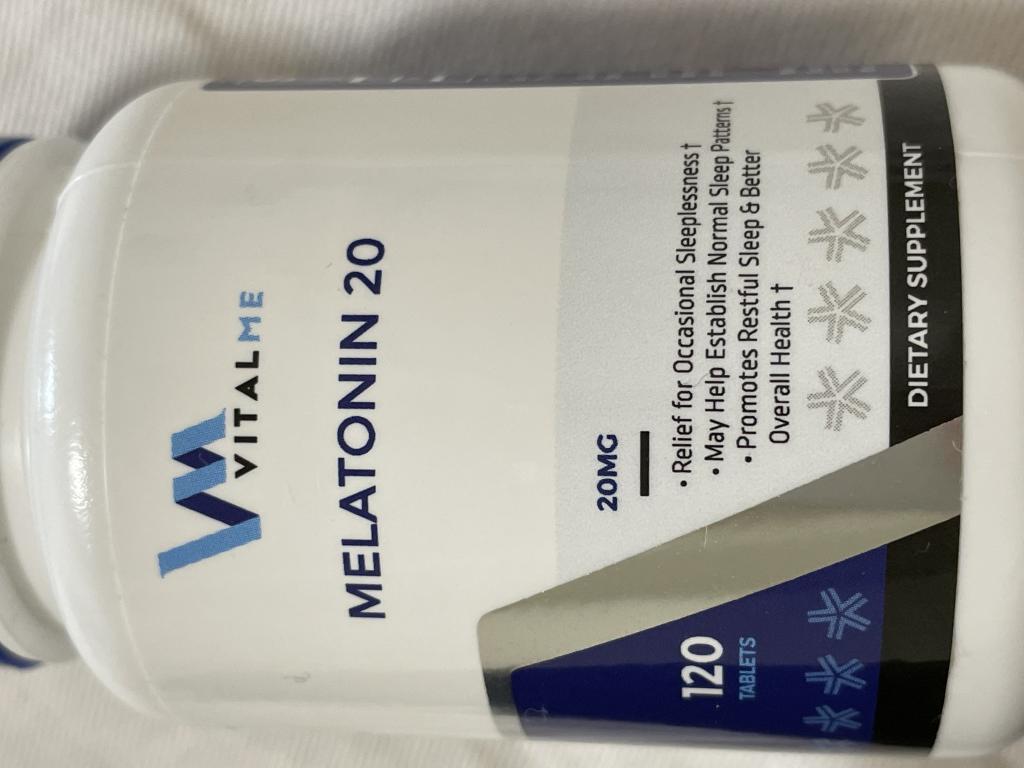 VITALME
MELATONIN 20
20MG
• Relief for Occasional Sleeplessness†
• May Help Establish Normal Sleep Patterns†
• Promotes Restful Sleep & Better
Overall Health†
120
TABLETS
DIETARY SUPPLEMENT